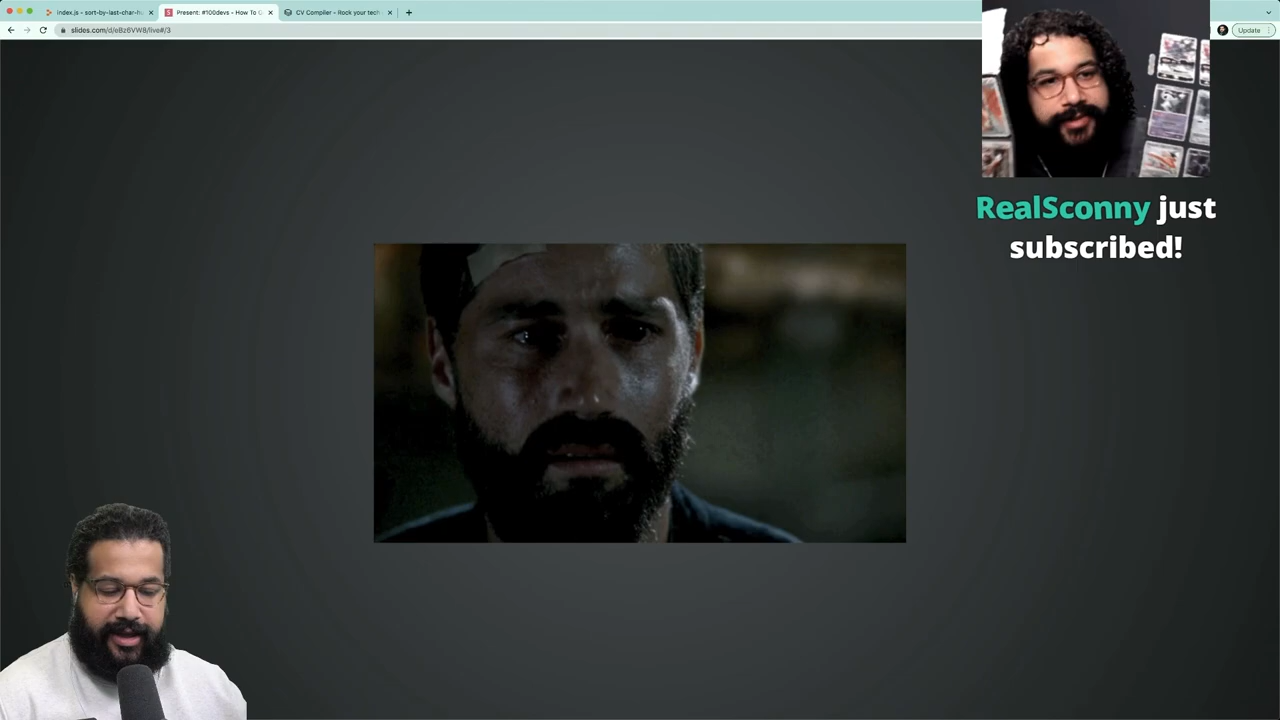 index.js - sort-by-last-char-h
Present: #100devs - How To G
CV Compiler - Rock your tech
slides.com/d/eBz6VW8/live#/3
Update
RealSconny just
subscribed!